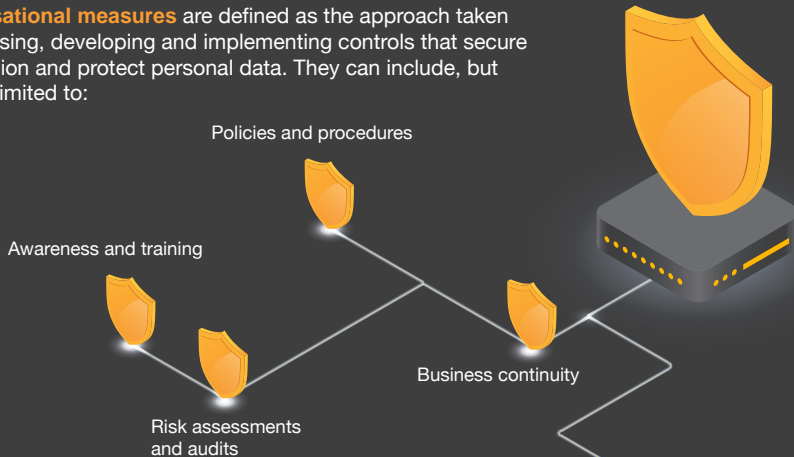 sational measures are defined as the approach taken
sing, developing and implementing controls that secure
ion and protect personal data. They can include, but
imited to:
Policies and procedures
Awareness and training
Business continuity
Risk assessments
and audits